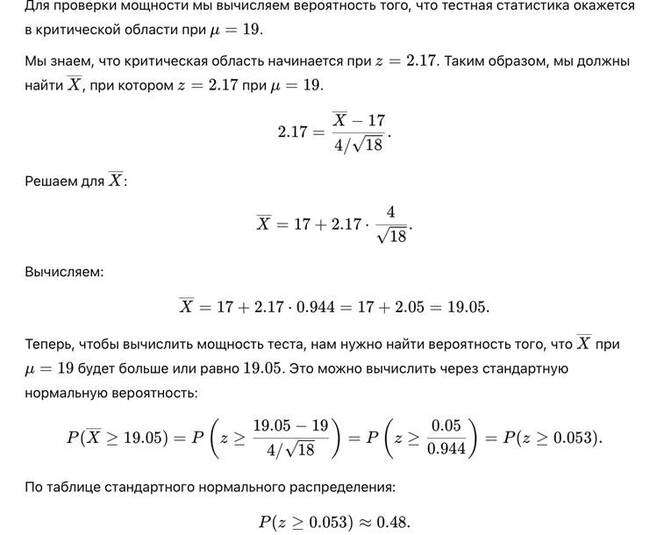 Для проверки мощности мы вычисляем вероятность того, что тестная статистика окажется
в критической области при μ = 19.
Мы знаем, что критическая область начинается при z = 2.17. Таким образом, мы должны
найти X̅, при котором z = 2.17 при μ = 19.
2.17 = (X̅ − 17)/(4/√18).
Решаем для X̅:
X̅ = 17 + 2.17 · 4/√18.
Вычисляем:
X̅ = 17 + 2.17 · 0.944 = 17 + 2.05 = 19.05.
Теперь, чтобы вычислить мощность теста, нам нужно найти вероятность того, что X̅ при
μ = 19 будет больше или равно 19.05. Это можно вычислить через стандартную
нормальную вероятность:
P(X̅ ≥ 19.05) = P(z ≥ (19.05 − 19)/(4/√18)) = P(z ≥ 0.05/0.944) = P(z ≥ 0.053).
По таблице стандартного нормального распределения:
P(z ≥ 0.053) ≈ 0.48.